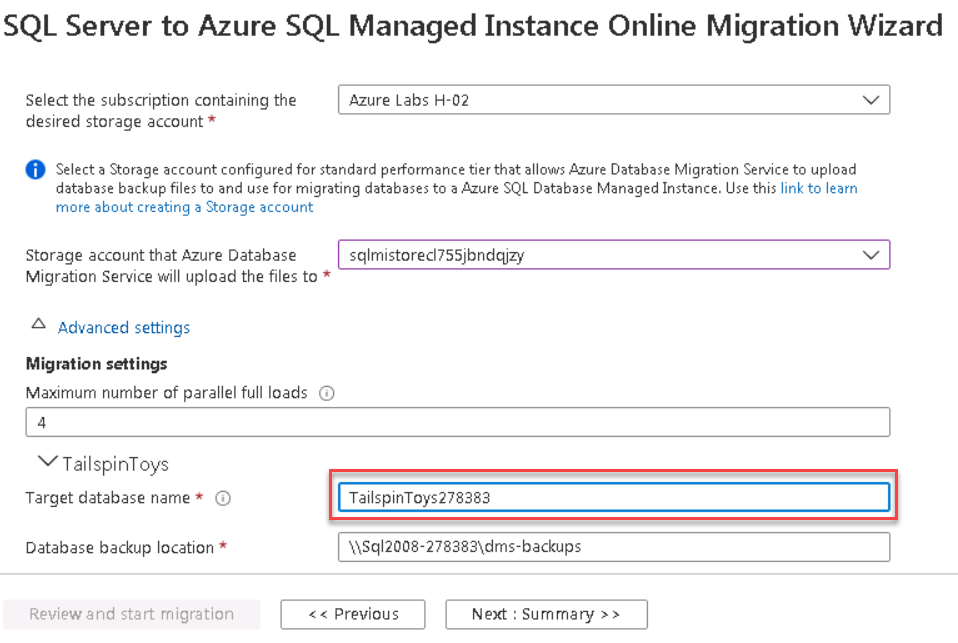 SQL Server to Azure SQL Managed Instance Online Migration Wizard
Select the subscription containing the
desired storage account *
Azure Labs H-02
Select a Storage account configured for standard performance tier that allows Azure Database Migration Service to upload
database backup files to and use for migrating databases to a Azure SQL Database Managed Instance. Use this link to learn
more about creating a Storage account
Storage account that Azure Database
Migration Service will upload the files to *
sqlmistorecl755jbndqjzy
Advanced settings
Migration settings
Maximum number of parallel full loads
4
TailspinToys
Target database name *
TailspinToys278383
Database backup location *
\\Sql2008-278383\dms-backups
Review and start migration
<< Previous
Next : Summary >>